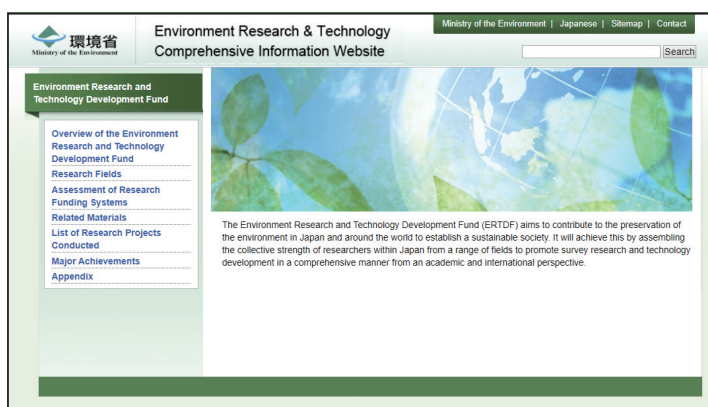 環境省
Ministry of the Environment
Environment Research & Technology
Comprehensive Information Website
Ministry of the Environment | Japanese | Sitemap | Contact
Search
Environment Research and
Technology Development Fund
Overview of the Environment
Research and Technology
Development Fund
Research Fields
Assessment of Research
Funding Systems
Related Materials
List of Research Projects
Conducted
Major Achievements
Appendix
The Environment Research and Technology Development Fund (ERTDF) aims to contribute to the preservation of
the environment in Japan and around the world to establish a sustainable society. It will achieve this by assembling
the collective strength of researchers within Japan from a range of fields to promote survey research and technology
development in a comprehensive manner from an academic and international perspective.